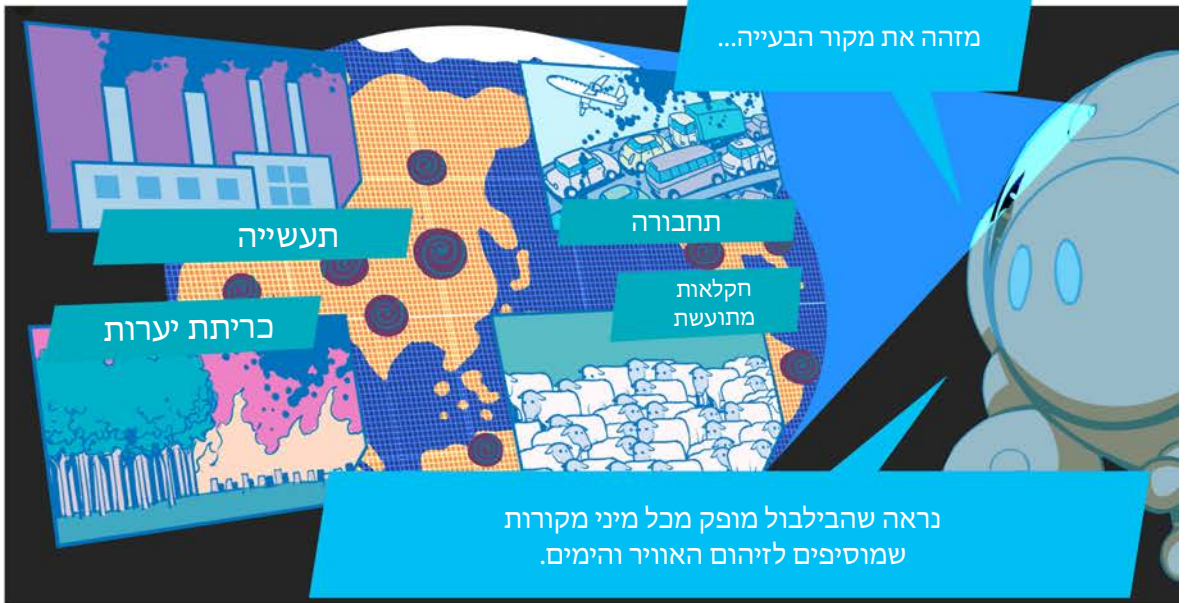 מזהה את מקור הבעייה...
תחבורה
תעשייה
חקלאות
מתועשת
כריתת יערות
נראה שהבילבול מופק מכל מיני מקורות
שמוסיפים לזיהום האוויר והימים.